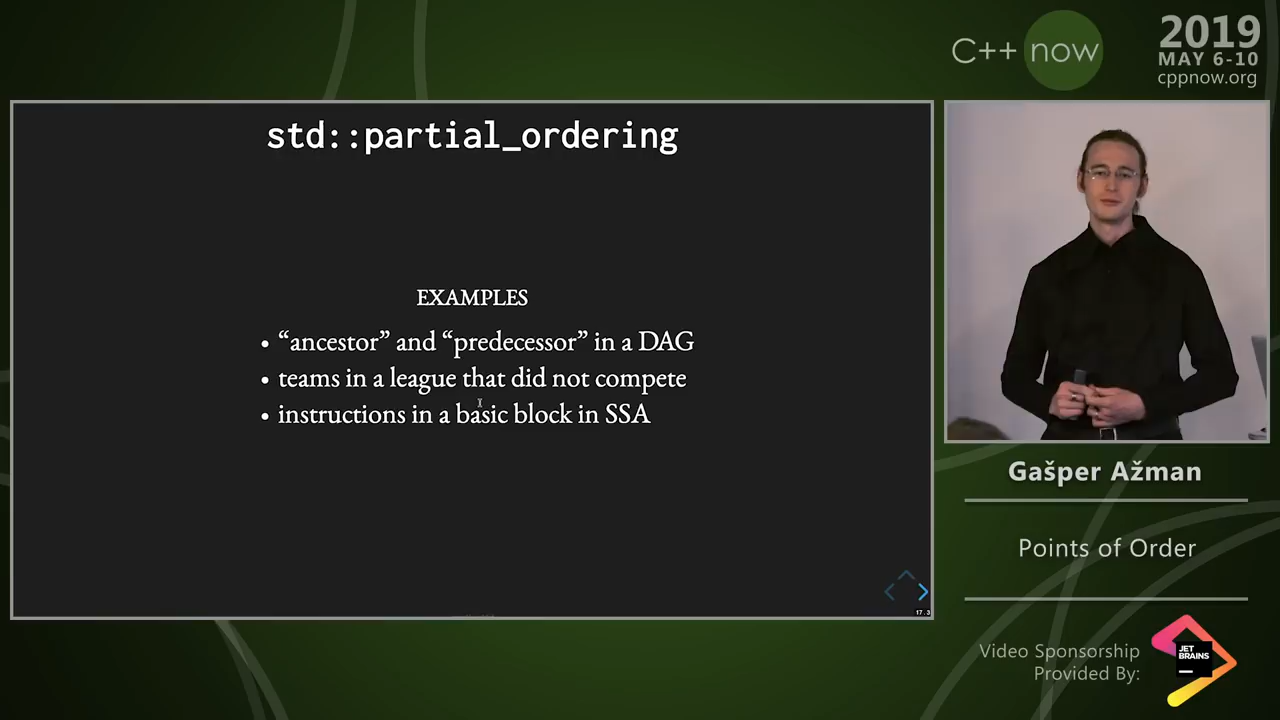 C++ now
2019
MAY 6-10
cppnow.org
std::partial_ordering
EXAMPLES
• “ancestor” and “predecessor” in a DAG
• teams in a league that did not compete
• instructions in a basic block in SSA
17.3
Gašper Ažman
Points of Order
Video Sponsorship
Provided By:
JET
BRAINS